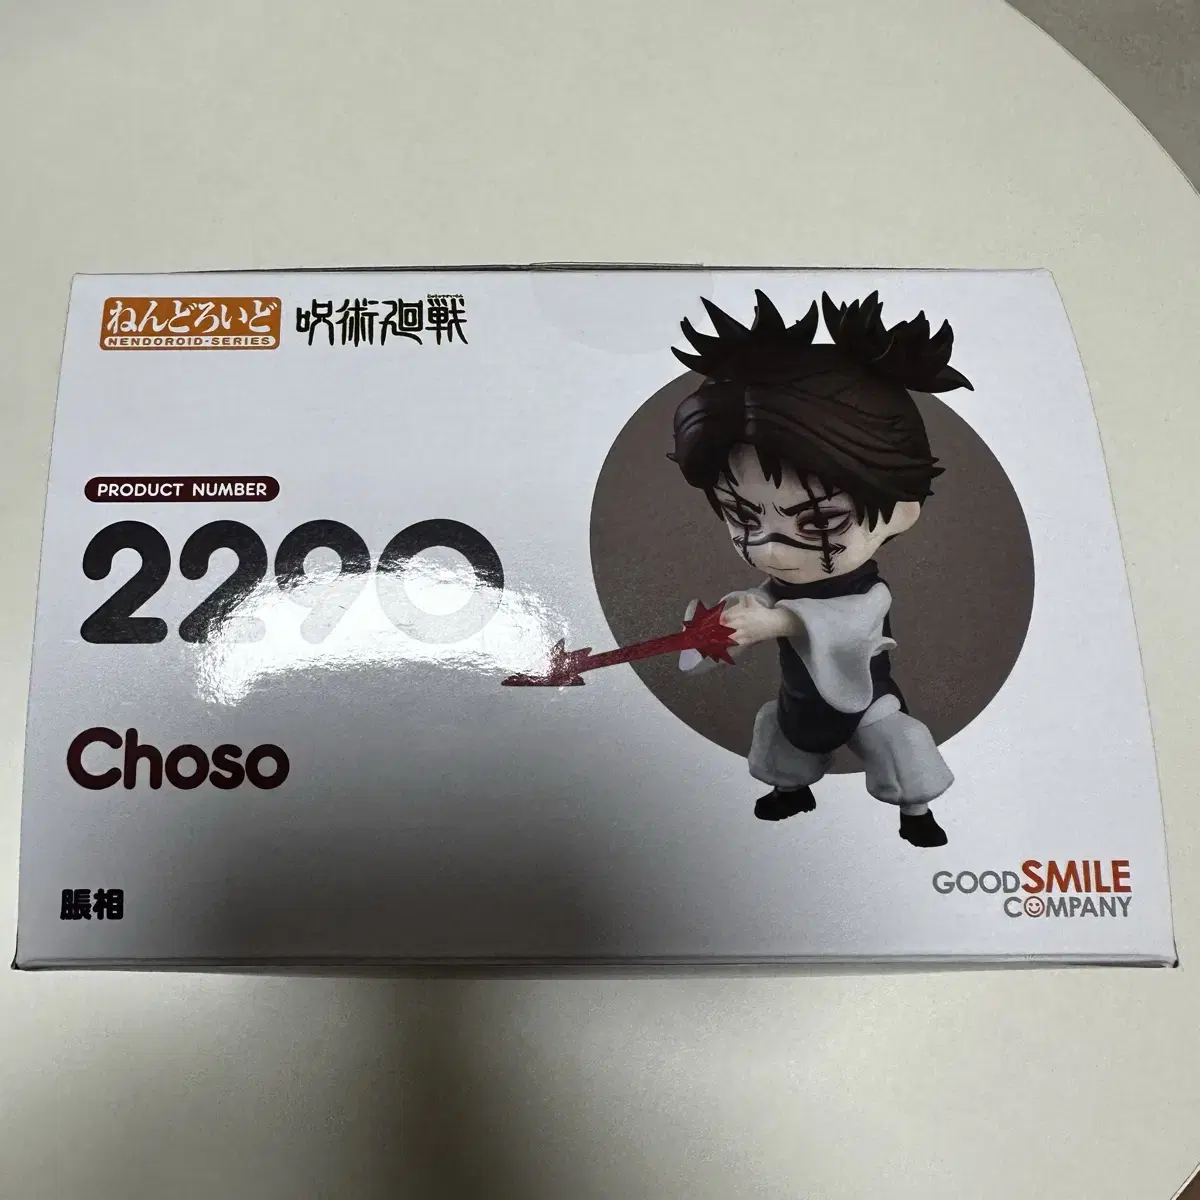 ねんどろいど
NENDOROID-SERIES
呪術廻戦
PRODUCT NUMBER
2290
Choso
脹相
GOOD SMILE
COMPANY